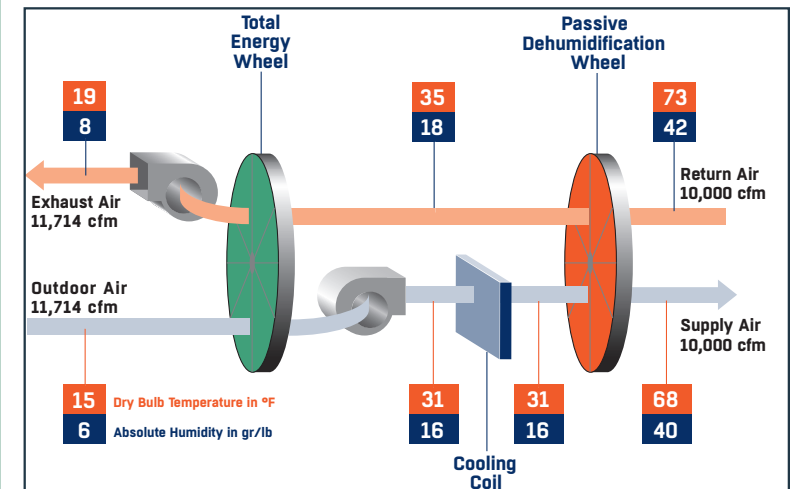 Total
Energy
Wheel
Passive
Dehumidification
Wheel
19
8
35
18
73
42
Exhaust Air
11,714 cfm
Return Air
10,000 cfm
Outdoor Air
11,714 cfm
Supply Air
10,000 cfm
15 Dry Bulb Temperature in °F
6 Absolute Humidity in gr/lb
31
16
31
16
68
40
Cooling
Coil